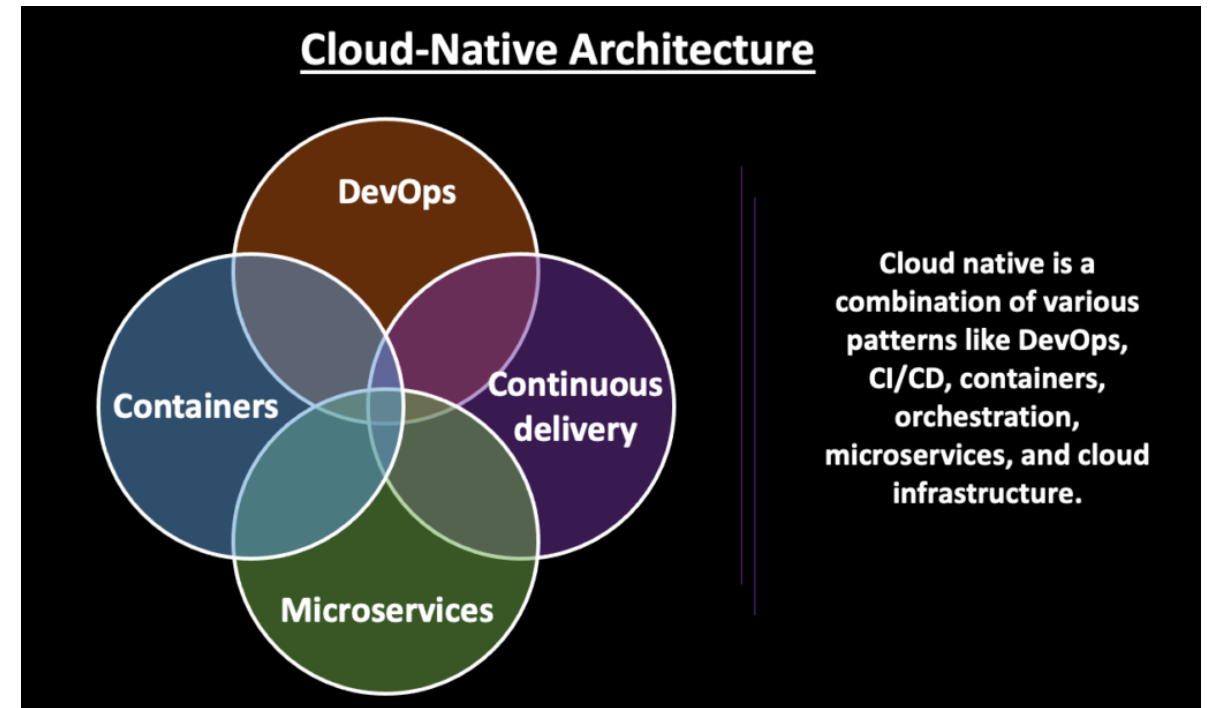 Cloud-Native Architecture
DevOps
Containers
Continuous
delivery
Microservices
Cloud native is a
combination of various
patterns like DevOps,
CI/CD, containers,
orchestration,
microservices, and cloud
infrastructure.